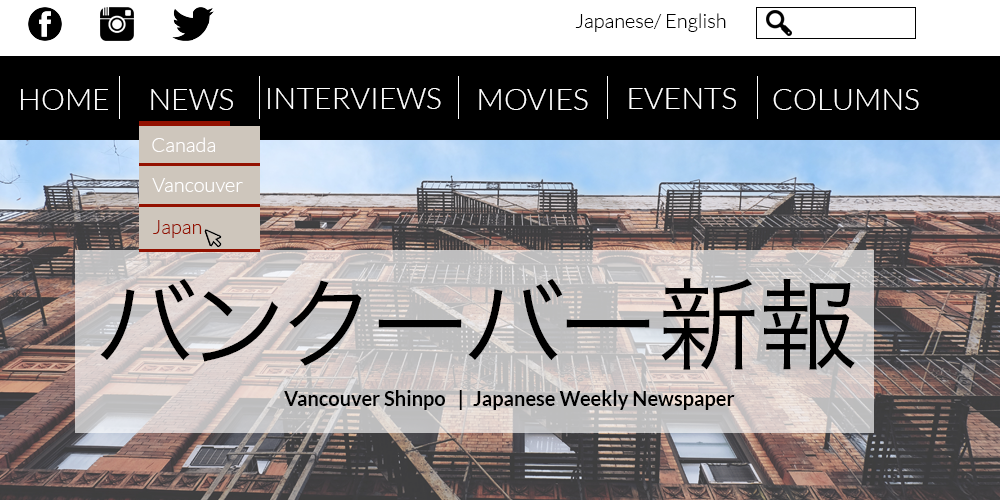 Japanese/ English
HOME
NEWS
INTERVIEWS
MOVIES
EVENTS
COLUMNS
Canada
Vancouver
Japan
バンクーバー新報
Vancouver Shinpo | Japanese Weekly Newspaper